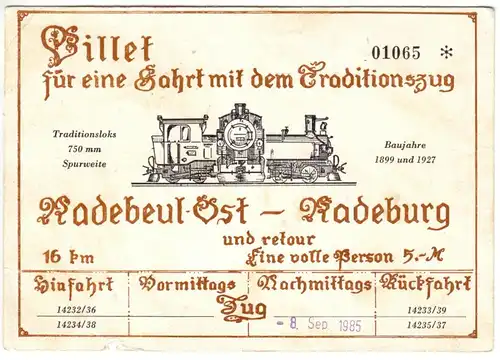 Billet
01065 *
für eine Fahrt mit dem Traditionszug
Traditionsloks
750 mm
Spurweite
Baujahre
1899 und 1927
Radebeul-Ost – Radeburg
und retour
16 km
Eine volle Person 5.-M
Hinfahrt
Vormittags
Nachmittags
Rückfahrt
Zug
14232/36
14233/39
14234/38
- 8. Sep. 1985
14235/37